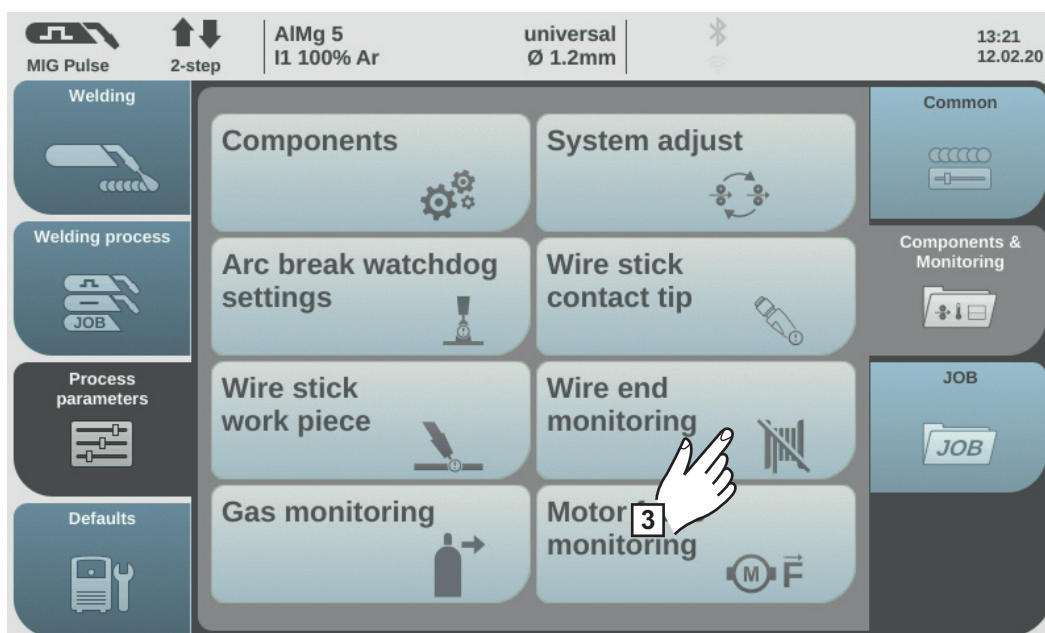 MIG Pulse
2-step
AlMg 5
I1 100% Ar
universal
Ø 1.2mm
13:21
12.02.20
Welding
Welding process
JOB
Process
parameters
Defaults
Components
System adjust
Arc break watchdog
settings
Wire stick
contact tip
Wire stick
work piece
Wire end
monitoring
Gas monitoring
Motor
monitoring
M F
3
Common
Components &
Monitoring
JOB
JOB